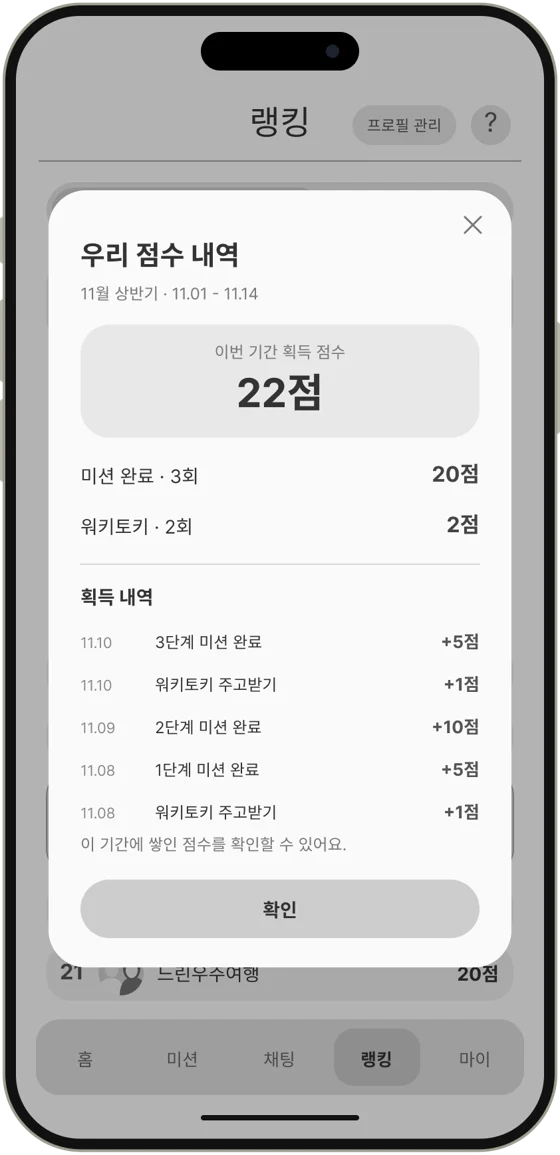 랭킹
프로필 관리
?
우리 점수 내역
11월 상반기 · 11.01 - 11.14
이번 기간 획득 점수
22점
미션 완료 · 3회 20점
워키토키 · 2회 2점
획득 내역
11.10 3단계 미션 완료 +5점
11.10 워키토키 주고받기 +1점
11.09 2단계 미션 완료 +10점
11.08 1단계 미션 완료 +5점
11.08 워키토키 주고받기 +1점
이 기간에 쌓인 점수를 확인할 수 있어요.
확인
21 느린우주여행 20점
홈 미션 채팅 랭킹 마이